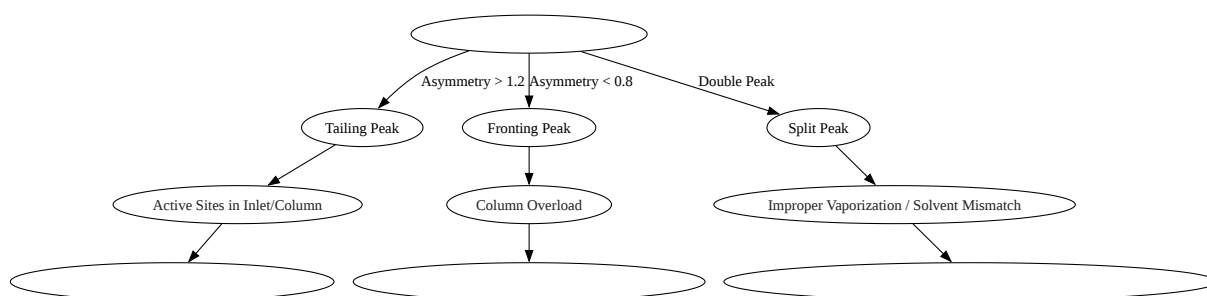 Asymmetry > 1.2
Asymmetry < 0.8
Double Peak
Tailing Peak
Fronting Peak
Split Peak
Active Sites in Inlet/Column
Column Overload
Improper Vaporization / Solvent Mismatch